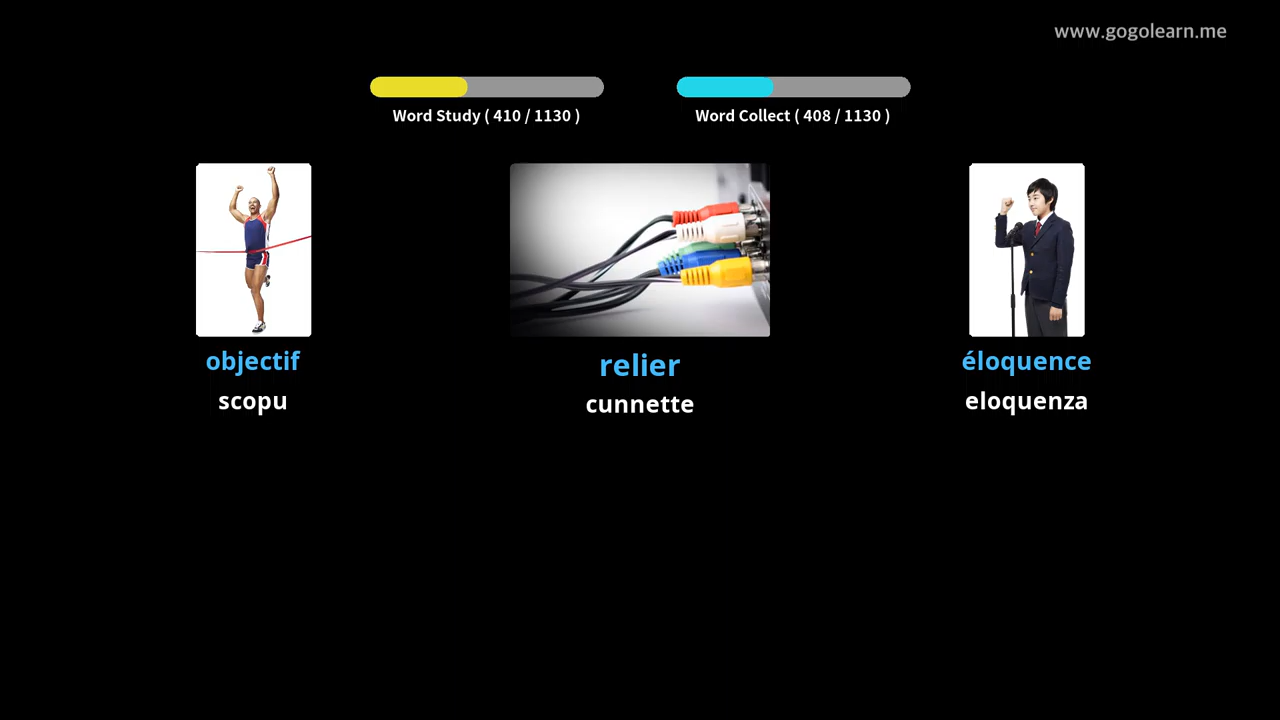 www.gogolearn.me
Word Study ( 410 / 1130 )
Word Collect ( 408 / 1130 )
objectif
scopu
relier
cunnette
éloquence
eloquenza